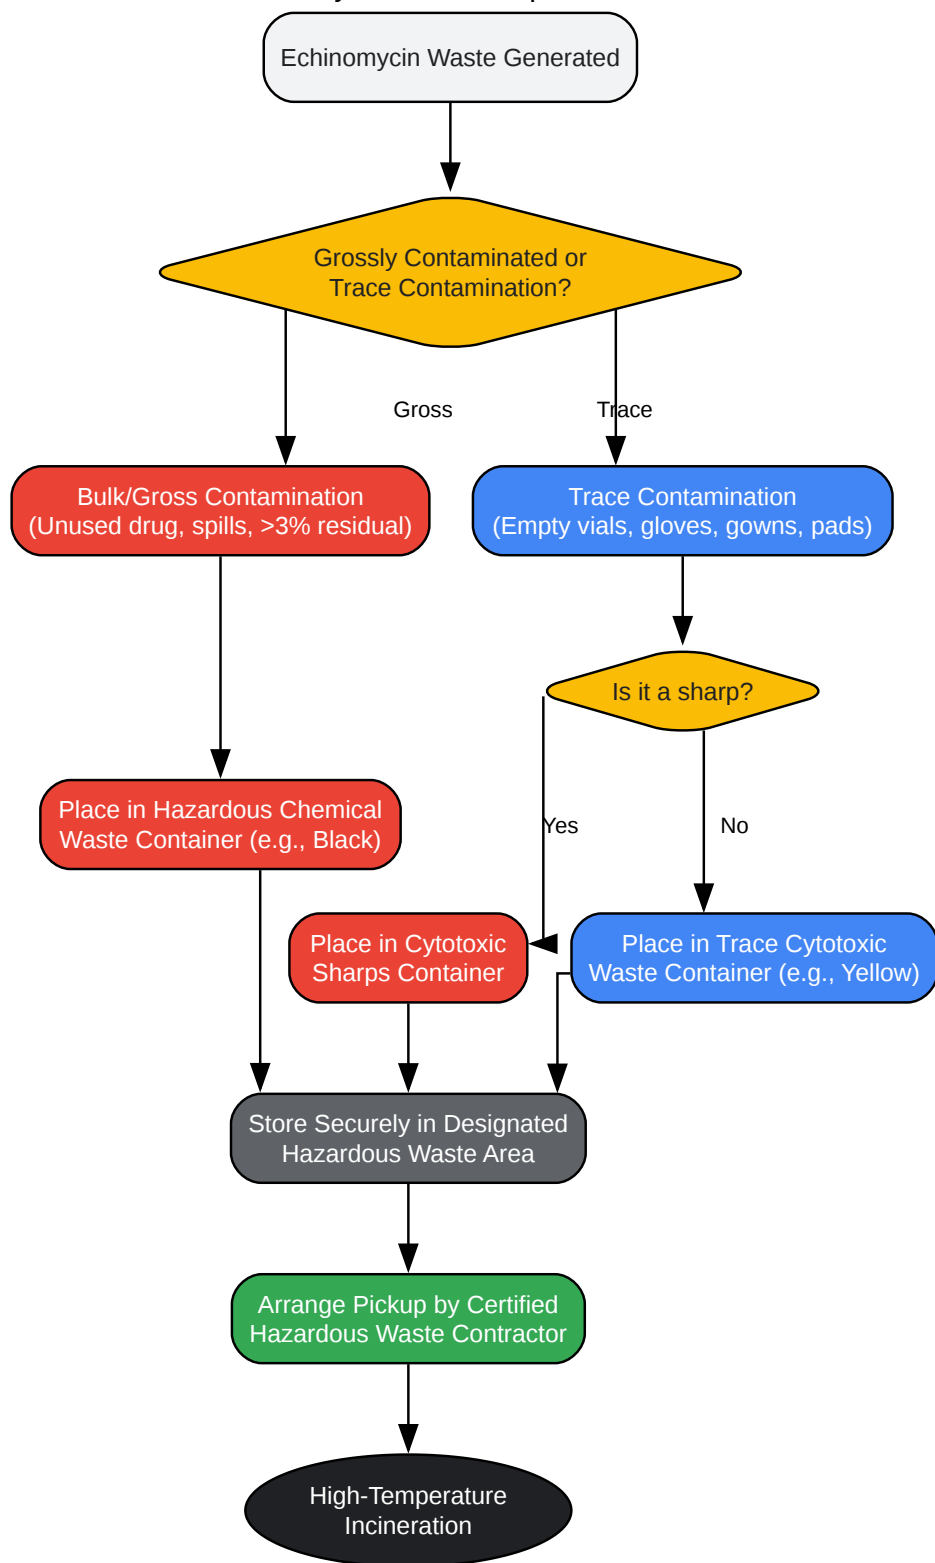 Echinomycin Waste Generated
Grossly Contaminated or
Trace Contamination?
Gross
Trace
Bulk/Gross Contamination
(Unused drug, spills, >3% residual)
Trace Contamination
(Empty vials, gloves, gowns, pads)
Is it a sharp?
Place in Hazardous Chemical
Waste Container (e.g., Black)
Yes
No
Place in Cytotoxic
Sharps Container
Place in Trace Cytotoxic
Waste Container (e.g., Yellow)
Store Securely in Designated
Hazardous Waste Area
Arrange Pickup by Certified
Hazardous Waste Contractor
High-Temperature
Incineration